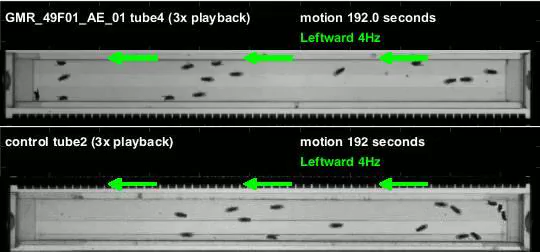 GMR_49F01_AE_01 tube4 (3x playback) motion 192.0 seconds
Leftward 4Hz
control tube2 (3x playback) motion 192 seconds
Leftward 4Hz